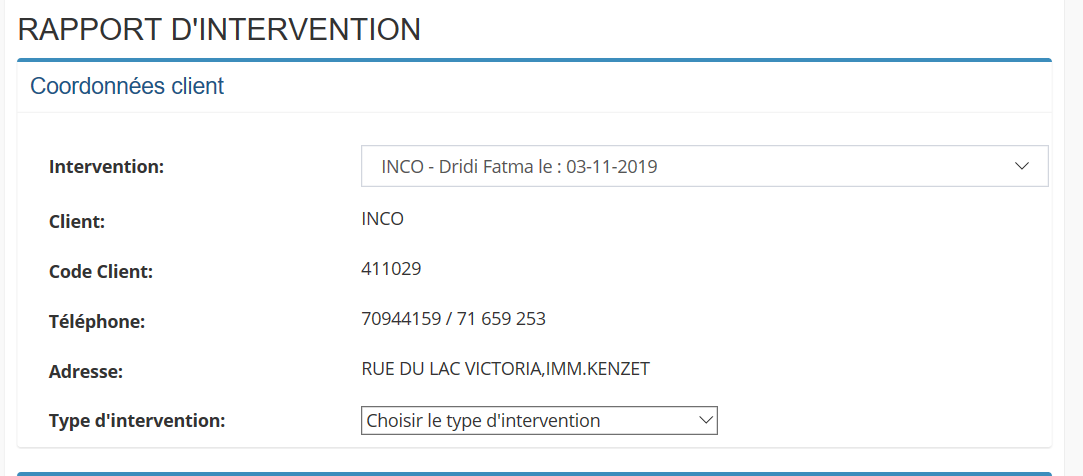 RAPPORT D'INTERVENTION
Coordonnées client
Intervention: INCO - Dridi Fatma le : 03-11-2019
Client: INCO
Code Client: 411029
Téléphone: 70944159 / 71 659 253
Adresse: RUE DU LAC VICTORIA,IMM.KENZET
Type d'intervention: Choisir le type d'intervention